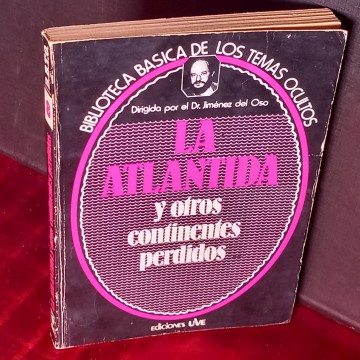 BIBLIOTECA BASICA DE LOS TEMAS OCULTOS
Dirigida por el Dr. Jiménez del Oso
LA
ATLANTIDA
y otros
continentes
perdidos
ediciones UVE